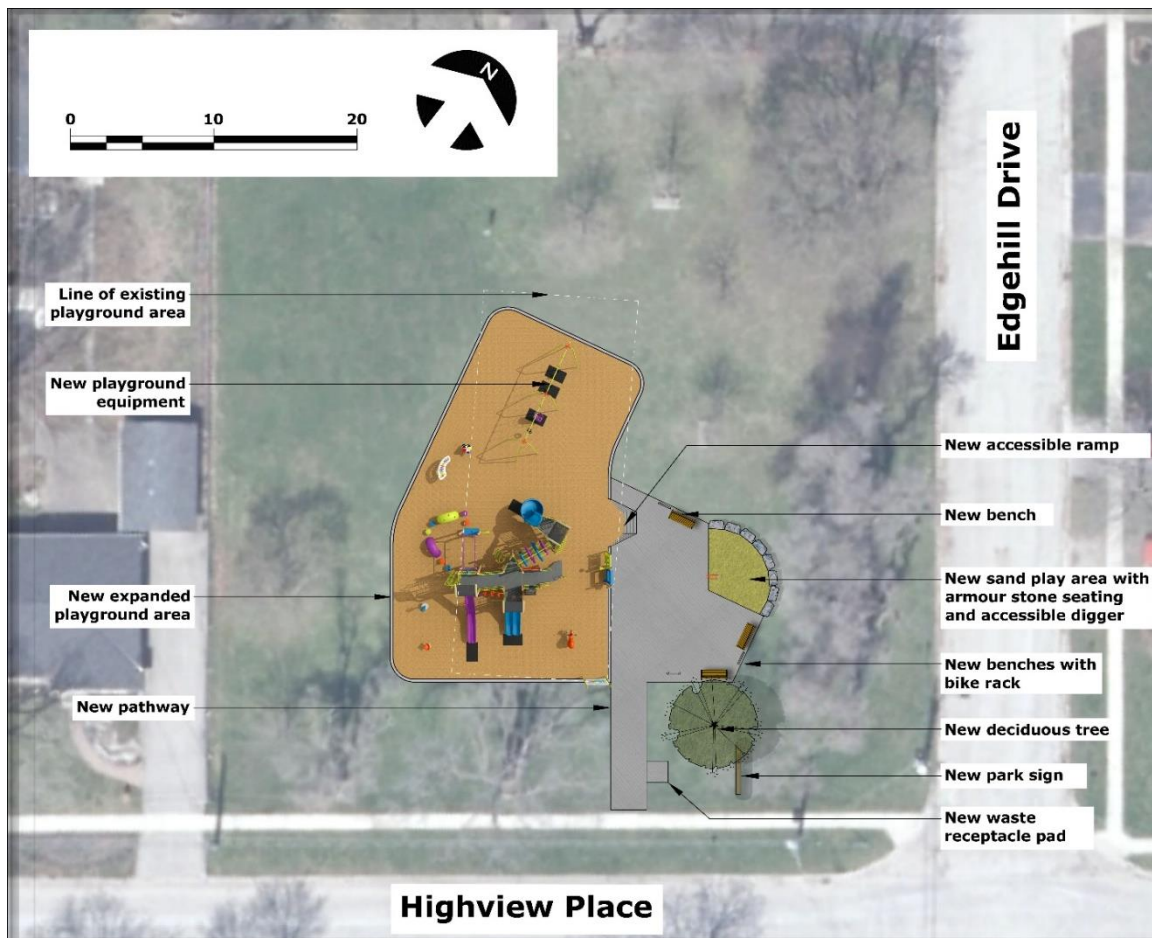 0 10 20
N
Edgehill Drive
Line of existing
playground area
New playground
equipment
New expanded
playground area
New pathway
New accessible ramp
New bench
New sand play area with
armour stone seating
and accessible digger
New benches with
bike rack
New deciduous tree
New park sign
New waste
receptacle pad
Highview Place